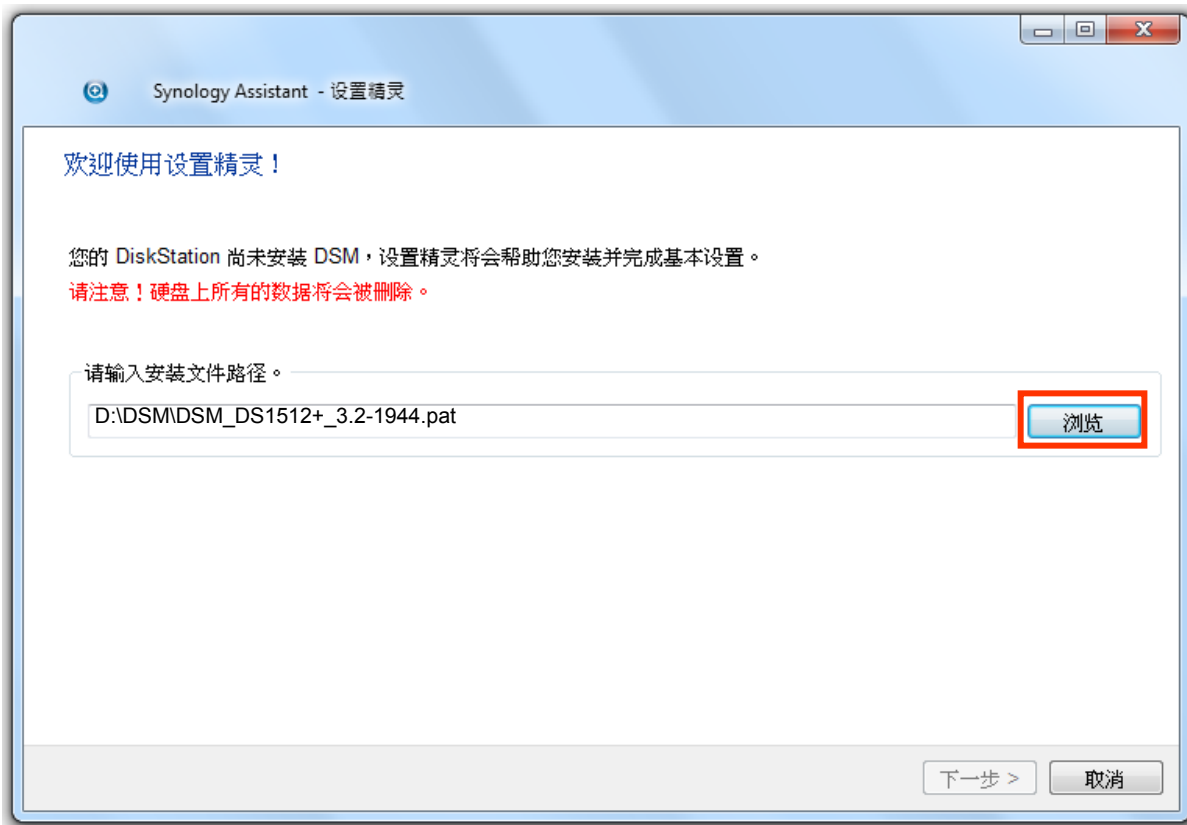 Synology Assistant - 设置精灵
欢迎使用设置精灵！
您的 DiskStation 尚未安装 DSM，设置精灵将会帮助您安装并完成基本设置。
请注意！硬盘上所有的数据将会被删除。
请输入安装文件路径。
D:\DSM\DSM_DS1512+_3.2-1944.pat
浏览
下一步 >
取消